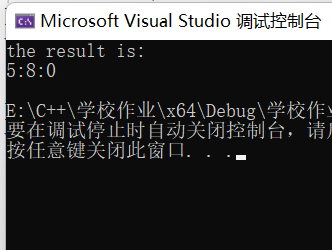 Microsoft Visual Studio 调试控制台
the result is:
5:8:0
E:\C++\学校作业\x64\Debug\学校作业
要在调试停止时自动关闭控制台，请
按任意键关闭此窗口. . .